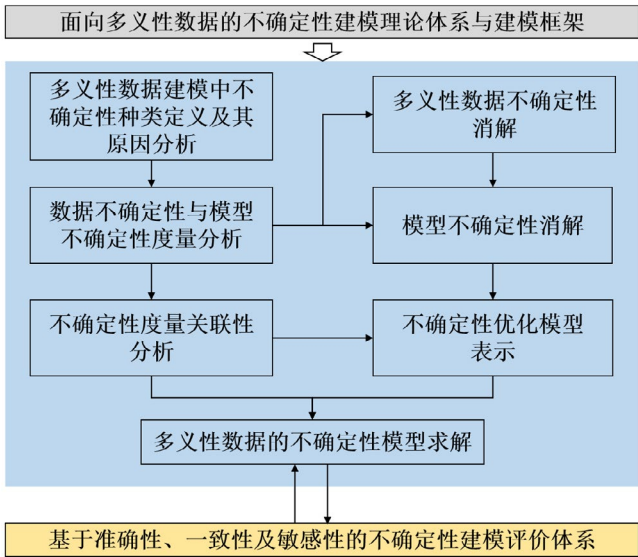 面向多义性数据的不确定性建模理论体系与建模框架
多义性数据建模中不
确定性种类定义及其
原因分析
多义性数据不确定性
消解
数据不确定性与模型
不确定性度量分析
模型不确定性消解
不确定性度量关联性
分析
不确定性优化模型
表示
多义性数据的不确定性模型求解
基于准确性、一致性及敏感性的不确定性建模评价体系